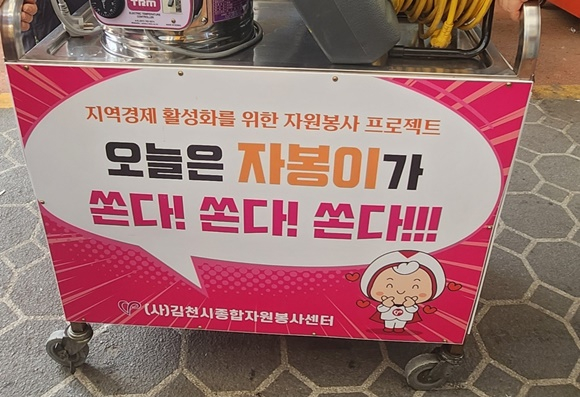 지역경제 활성화를 위한 자원봉사 프로젝트
오늘은 자봉이가
쏜다! 쏜다! 쏜다!!!
(사)김천시종합자원봉사센터